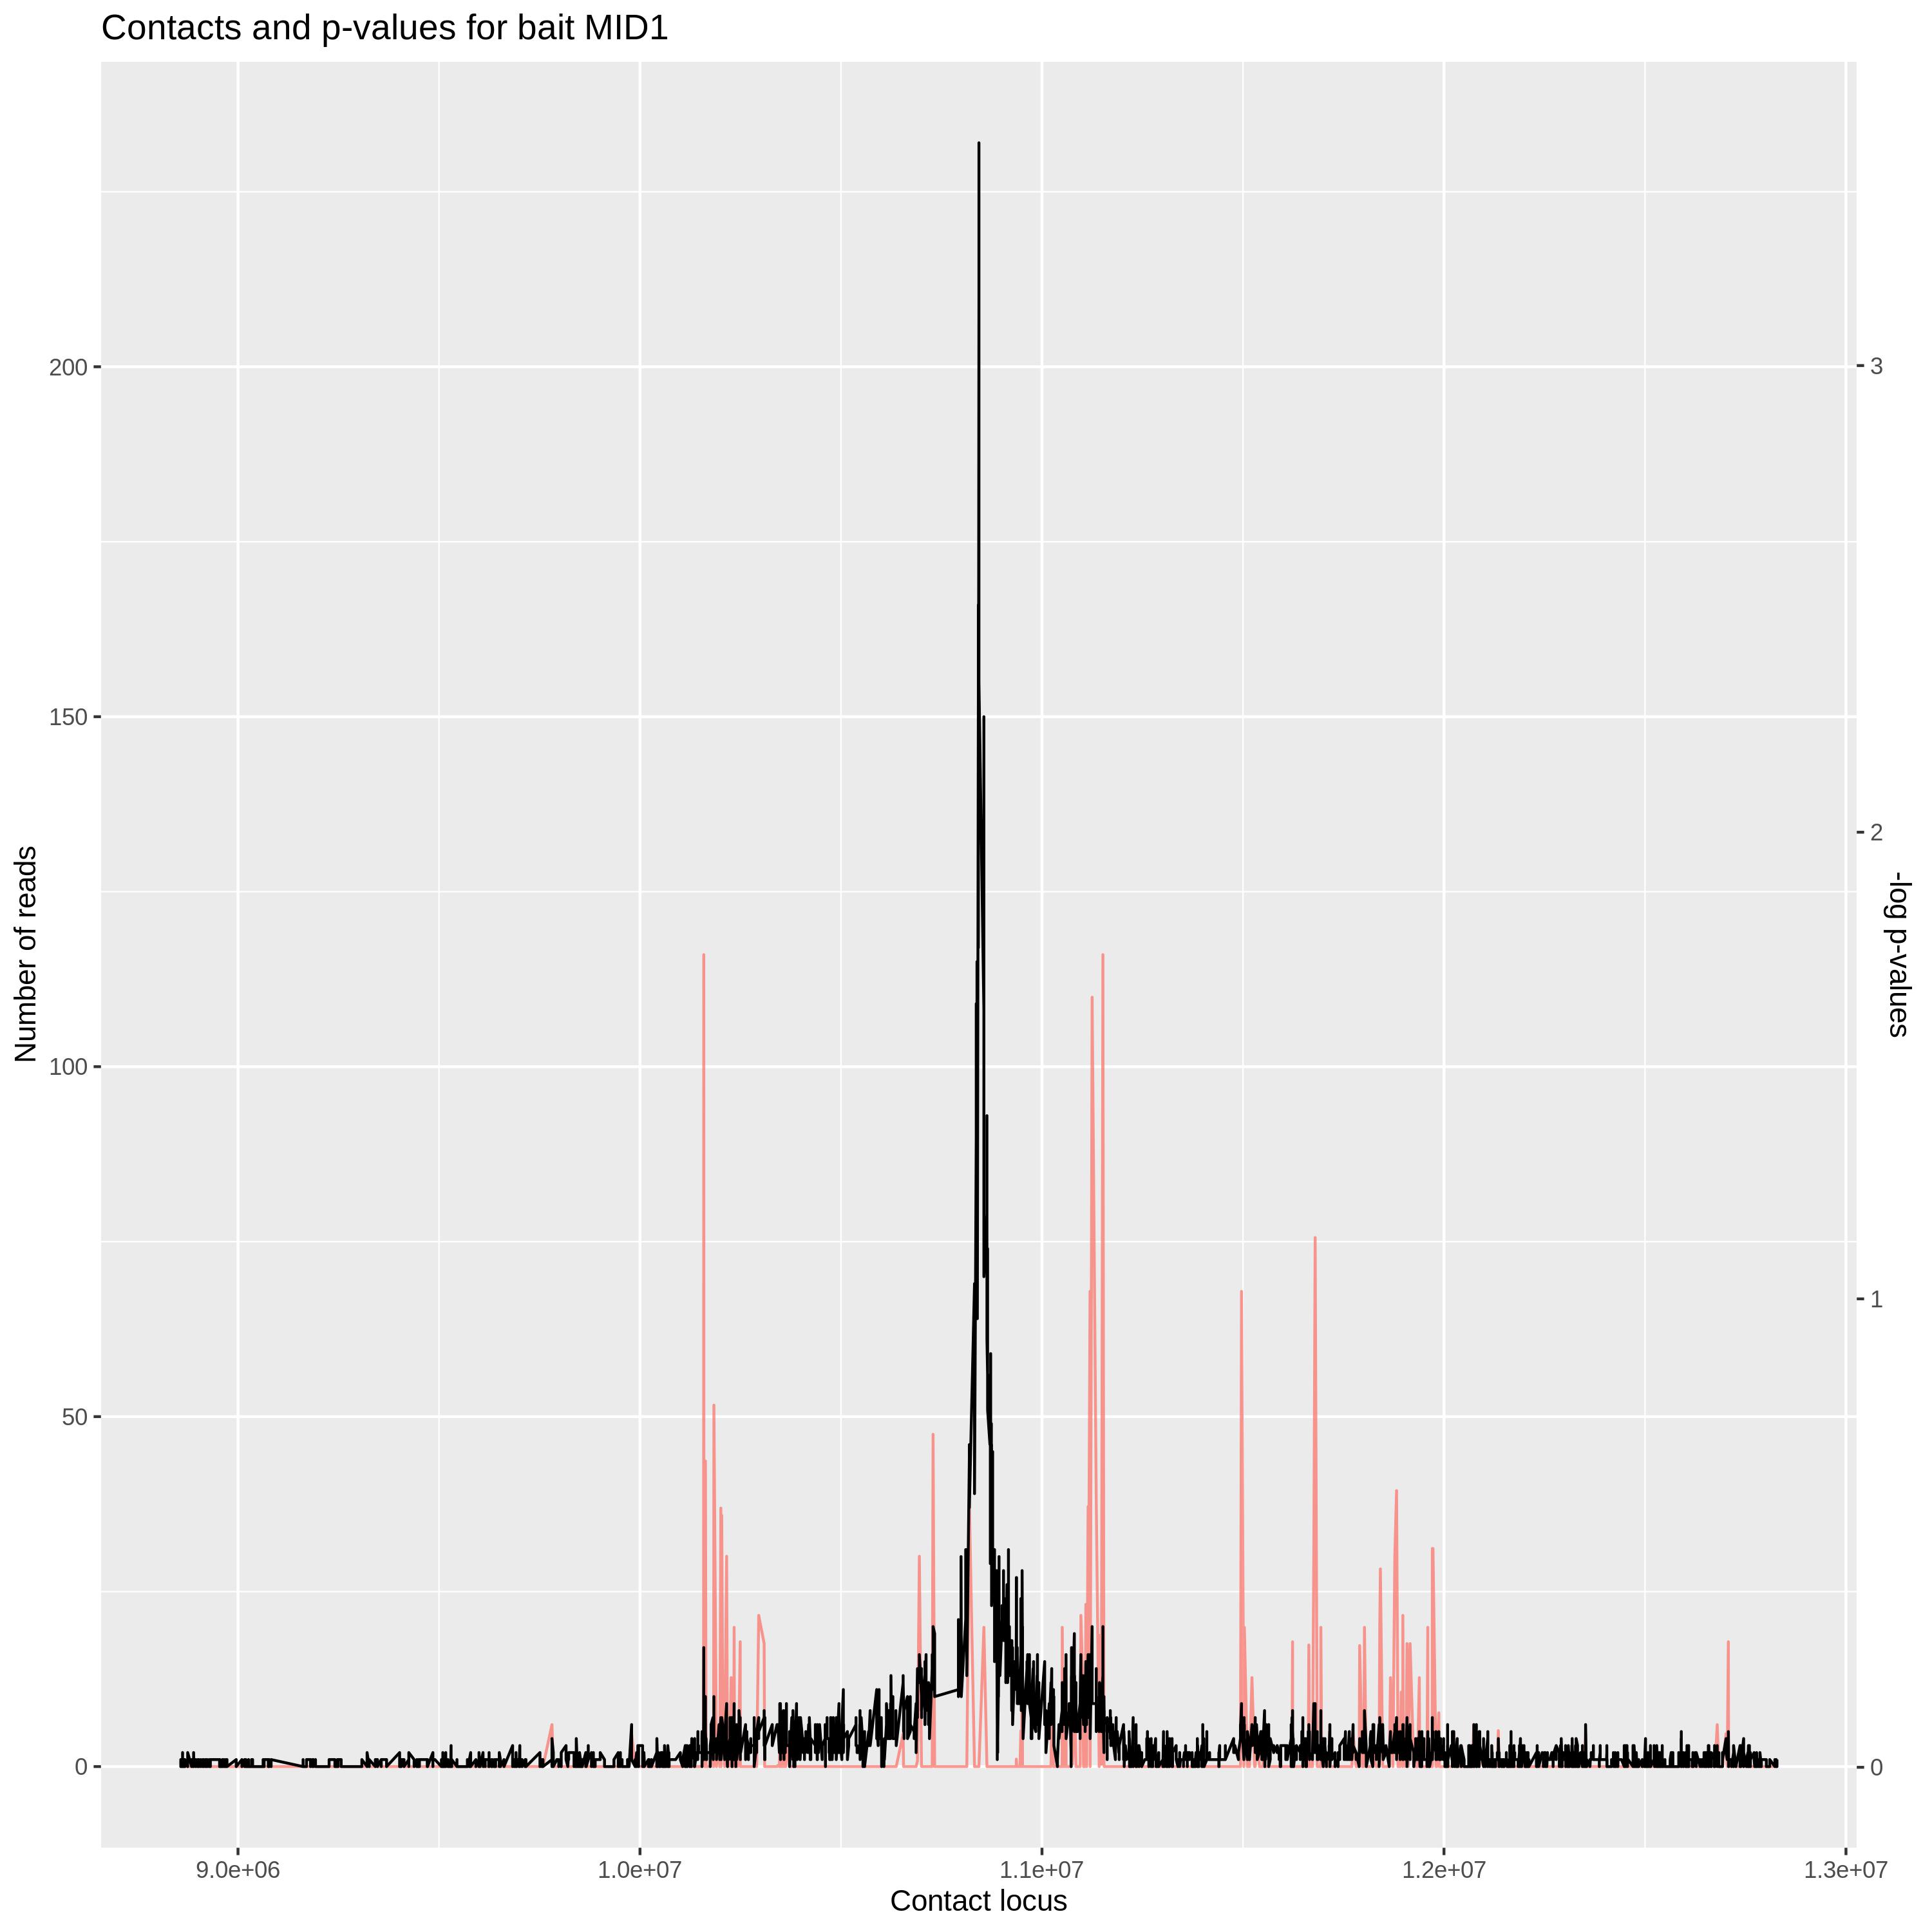 Contacts and p-values for bait MID1
Number of reads
200
150
100
50
0
3
2
1
0
-log p-values
9.0e+06
1.0e+07
1.1e+07
1.2e+07
1.3e+07
Contact locus